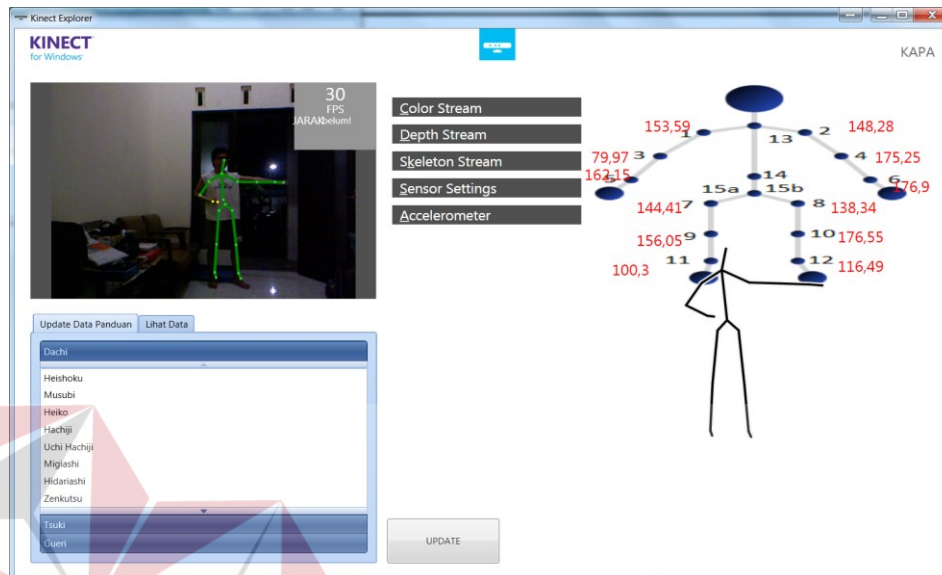 Kinect Explorer
KINECT
for Windows
KAPA
30
FPS
JARAK belum!
Color Stream
Depth Stream
Skeleton Stream
Sensor Settings
Accelerometer
153,59 1 2 148,28
13
79,97 3 4 175,25
162,15 5 14 6 176,9
15a 15b
144,41 7 8 138,34
156,05 9 10 176,55
100,3 11 12 116,49
Update Data Panduan Lihat Data
Dachi
Heishoku
Musubi
Heiko
Hachiji
Uchi Hachiji
Migiashi
Hidariashi
Zenkutsu
Tsuki
Gueri
UPDATE